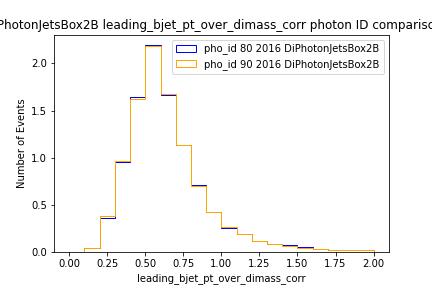 PhotonJetsBox2B leading_bjet_pt_over_dimass_corr photon ID comparis
pho_id 80 2016 DiPhotonJetsBox2B
pho_id 90 2016 DiPhotonJetsBox2B
Number of Events
2.0
1.5
1.0
0.5
0.0
0.00 0.25 0.50 0.75 1.00 1.25 1.50 1.75 2.00
leading_bjet_pt_over_dimass_corr